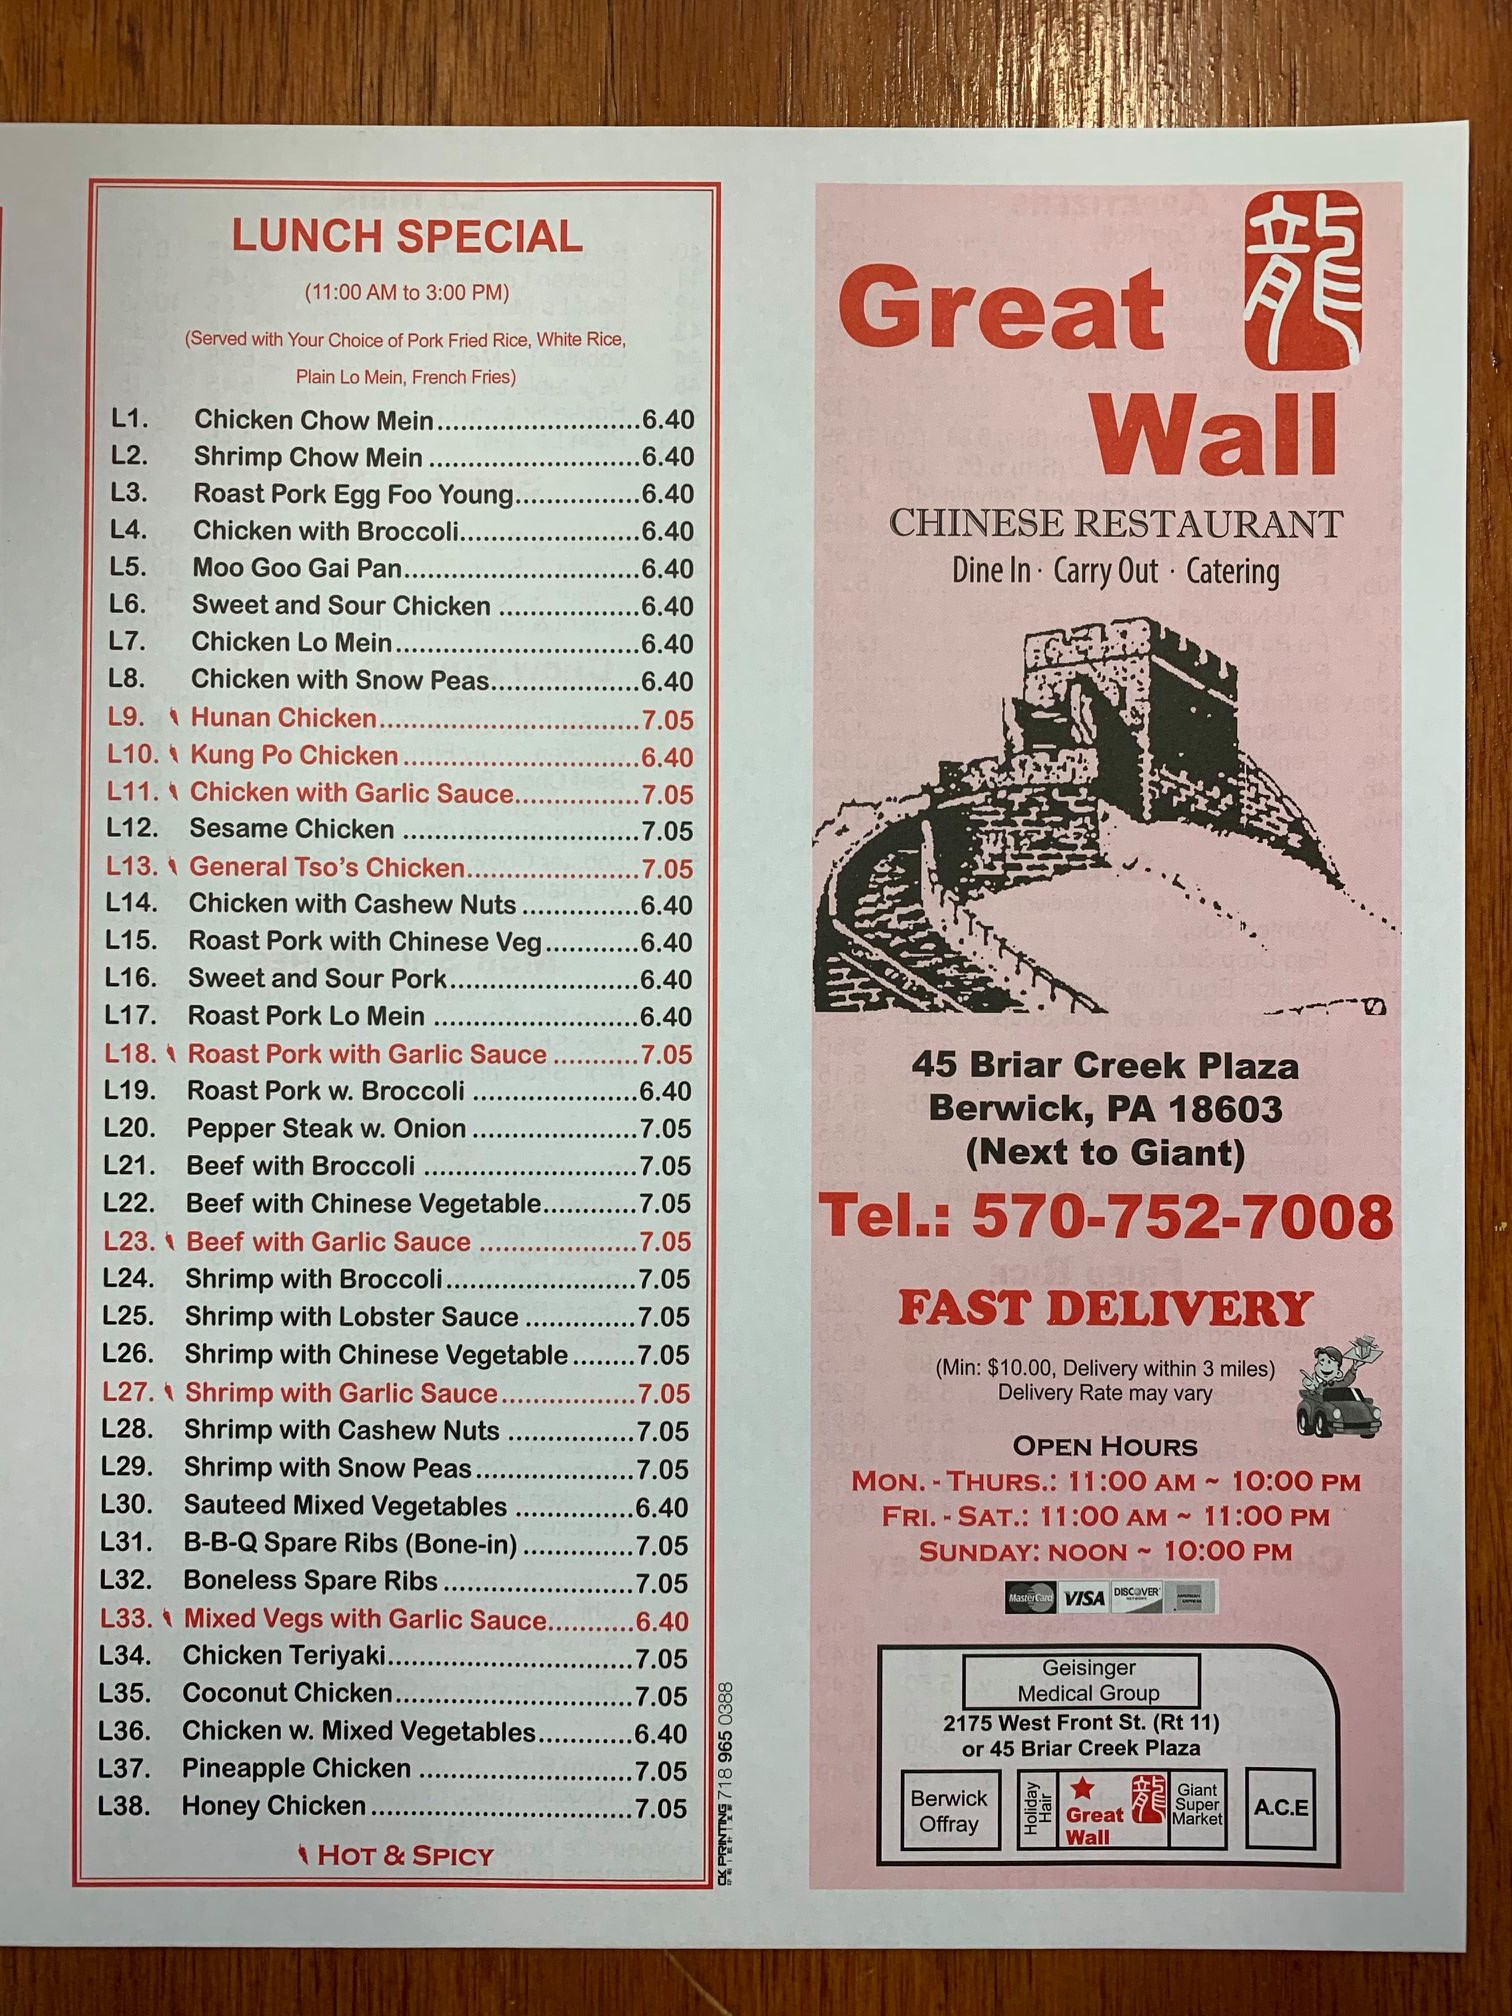 LUNCH SPECIAL
(11:00 AM to 3:00 PM)
(Served with Your Choice of Pork Fried Rice, White Rice,
Plain Lo Mein, French Fries)
L1. Chicken Chow Mein........................6.40
L2. Shrimp Chow Mein.........................6.40
L3. Roast Pork Egg Foo Young...............6.40
L4. Chicken with Broccoli.....................6.40
L5. Moo Goo Gai Pan............................6.40
L6. Sweet and Sour Chicken .................6.40
L7. Chicken Lo Mein.............................6.40
L8. Chicken with Snow Peas..................6.40
L9. Hunan Chicken...............................7.05
L10. Kung Po Chicken............................6.40
L11. Chicken with Garlic Sauce...............7.05
L12. Sesame Chicken ............................7.05
L13. General Tso's Chicken.....................7.05
L14. Chicken with Cashew Nuts..............6.40
L15. Roast Pork with Chinese Veg...........6.40
L16. Sweet and Sour Pork.......................6.40
L17. Roast Pork Lo Mein ........................6.40
L18. Roast Pork with Garlic Sauce ..........7.05
L19. Roast Pork w. Broccoli ....................6.40
L20. Pepper Steak w. Onion....................7.05
L21. Beef with Broccoli ..........................7.05
L22. Beef with Chinese Vegetable...........7.05
L23. Beef with Garlic Sauce ...................7.05
L24. Shrimp with Broccoli.......................7.05
L25. Shrimp with Lobster Sauce .............7.05
L26. Shrimp with Chinese Vegetable........7.05
L27. Shrimp with Garlic Sauce................7.05
L28. Shrimp with Cashew Nuts ...............7.05
L29. Shrimp with Snow Peas...................7.05
L30. Sauteed Mixed Vegetables ..............6.40
L31. B-B-Q Spare Ribs (Bone-in).............7.05
L32. Boneless Spare Ribs.......................7.05
L33. Mixed Vegs with Garlic Sauce..........6.40
L34. Chicken Teriyaki.............................7.05
L35. Coconut Chicken............................7.05
L36. Chicken w. Mixed Vegetables...........6.40
L37. Pineapple Chicken .........................7.05
L38. Honey Chicken...............................7.05
HOT & SPICY
CK PRINTING 718 965 0388
龍
Great
Wall
CHINESE RESTAURANT
Dine In · Carry Out · Catering
45 Briar Creek Plaza
Berwick, PA 18603
(Next to Giant)
Tel.: 570-752-7008
FAST DELIVERY
(Min: $10.00, Delivery within 3 miles)
Delivery Rate may vary
OPEN HOURS
MON. - THURS.: 11:00 AM ~ 10:00 PM
FRI. - SAT.: 11:00 AM ~ 11:00 PM
SUNDAY: NOON ~ 10:00 PM
MasterCard VISA DISCOVER NETWORK AMERICAN EXPRESS
Geisinger
Medical Group
2175 West Front St. (Rt 11)
or 45 Briar Creek Plaza
Berwick
Offray
Holiday
Hair
Great
Wall
龍
Giant
Super
Market
A.C.E